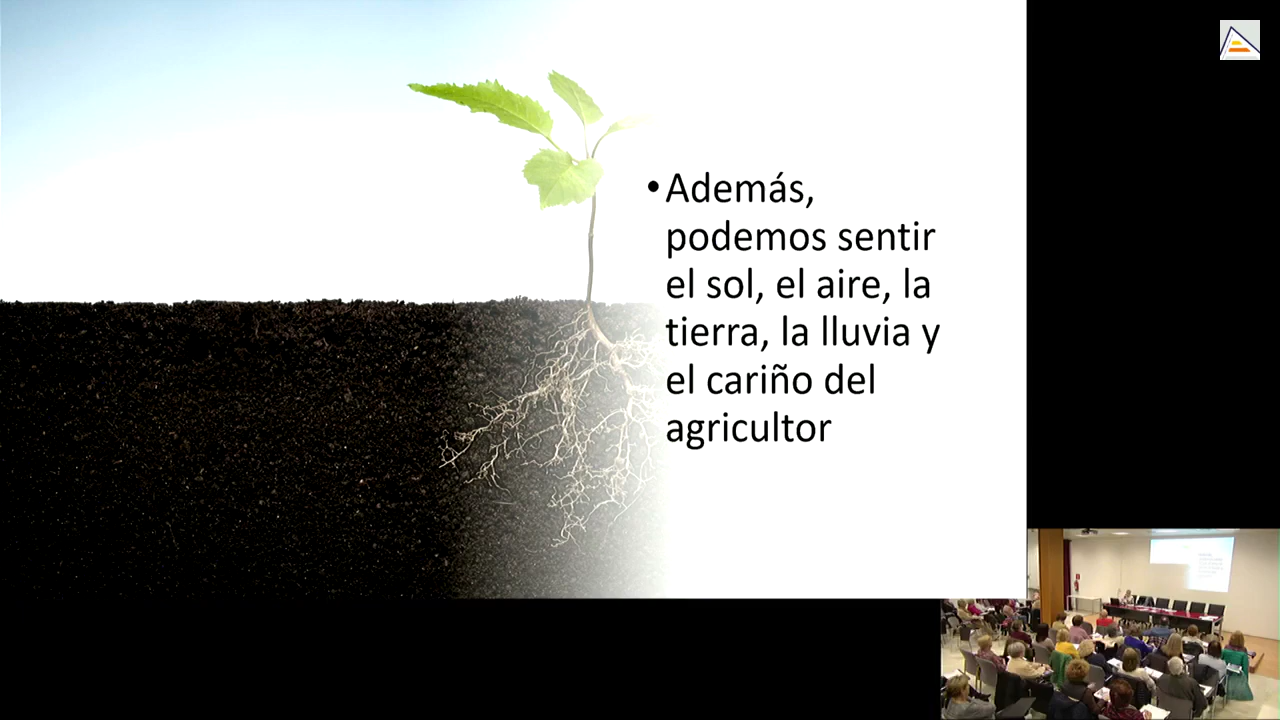 •Además,
podemos sentir
el sol, el aire, la
tierra, la lluvia y
el cariño del
agricultor